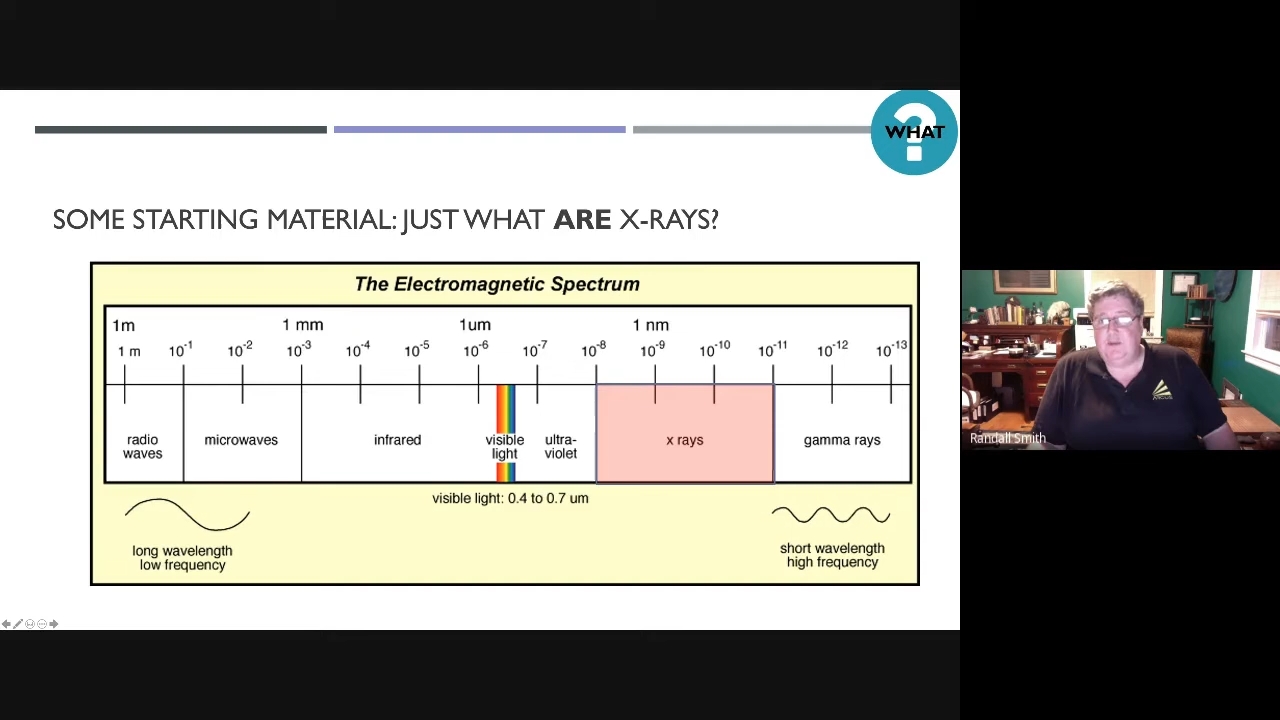 WHAT
SOME STARTING MATERIAL: JUST WHAT ARE X-RAYS?
The Electromagnetic Spectrum
1m 1 mm 1um 1 nm
1 m 10-1 10-2 10-3 10-4 10-5 10-6 10-7 10-8 10-9 10-10 10-11 10-12 10-13
radio waves
microwaves
infrared
visible light
ultra-violet
x rays
gamma rays
visible light: 0.4 to 0.7 um
long wavelength
low frequency
short wavelength
high frequency
ARCUS
Randall Smith